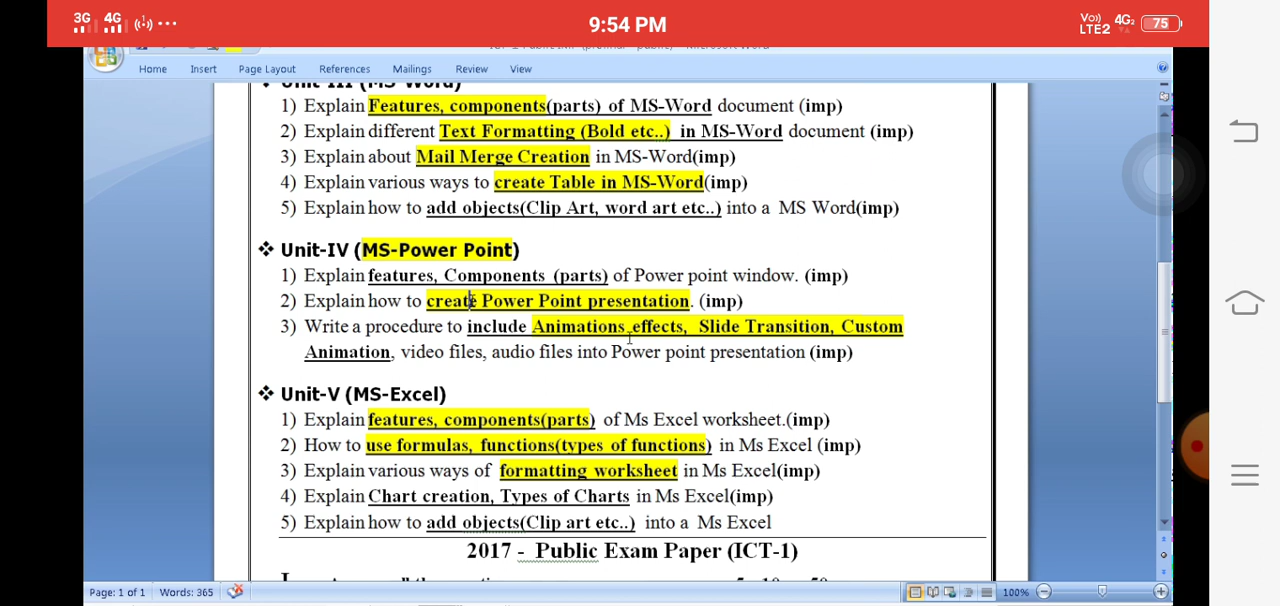 3G 4G 9:54 PM Vo) LTE2 4G2 75
Home Insert Page Layout References Mailings Review View
Unit-III (MS-Word)
1) Explain Features, components(parts) of MS-Word document (imp)
2) Explain different Text Formatting (Bold etc..) in MS-Word document (imp)
3) Explain about Mail Merge Creation in MS-Word(imp)
4) Explain various ways to create Table in MS-Word(imp)
5) Explain how to add objects(Clip Art, word art etc..) into a MS Word(imp)
❖ Unit-IV (MS-Power Point)
1) Explain features, Components (parts) of Power point window. (imp)
2) Explain how to create Power Point presentation. (imp)
3) Write a procedure to include Animations effects, Slide Transition, Custom
Animation, video files, audio files into Power point presentation (imp)
❖ Unit-V (MS-Excel)
1) Explain features, components(parts) of Ms Excel worksheet.(imp)
2) How to use formulas, functions(types of functions) in Ms Excel (imp)
3) Explain various ways of formatting worksheet in Ms Excel(imp)
4) Explain Chart creation, Types of Charts in Ms Excel(imp)
5) Explain how to add objects(Clip art etc..) into a Ms Excel
2017 - Public Exam Paper (ICT-1)
Page: 1 of 1 Words: 365 100%